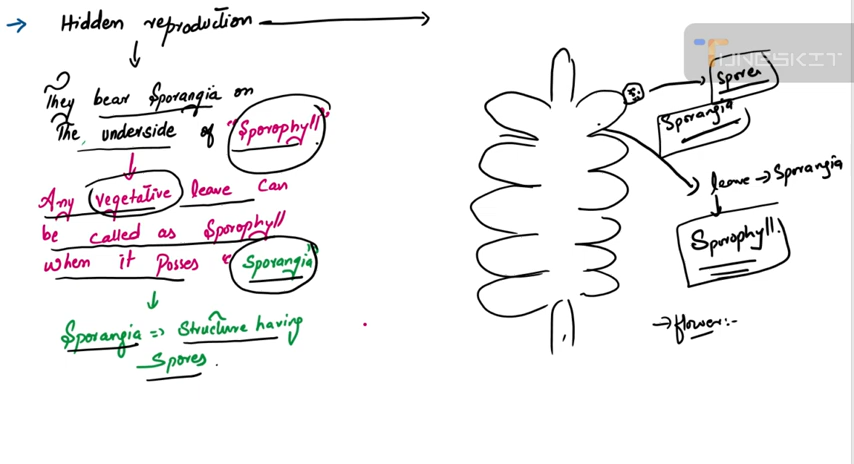 → Hidden reproduction →
They bear Sporangia on
The underside of "Sporophyll"
Any vegetative leave can
be called as Sporophyll
when it Posses "Sporangia"
Sporangia => Structure having
Spores.
TUNESKIT
Spores
Sporangia
leave → Sporangia
Sporophyll.
→ flower:-